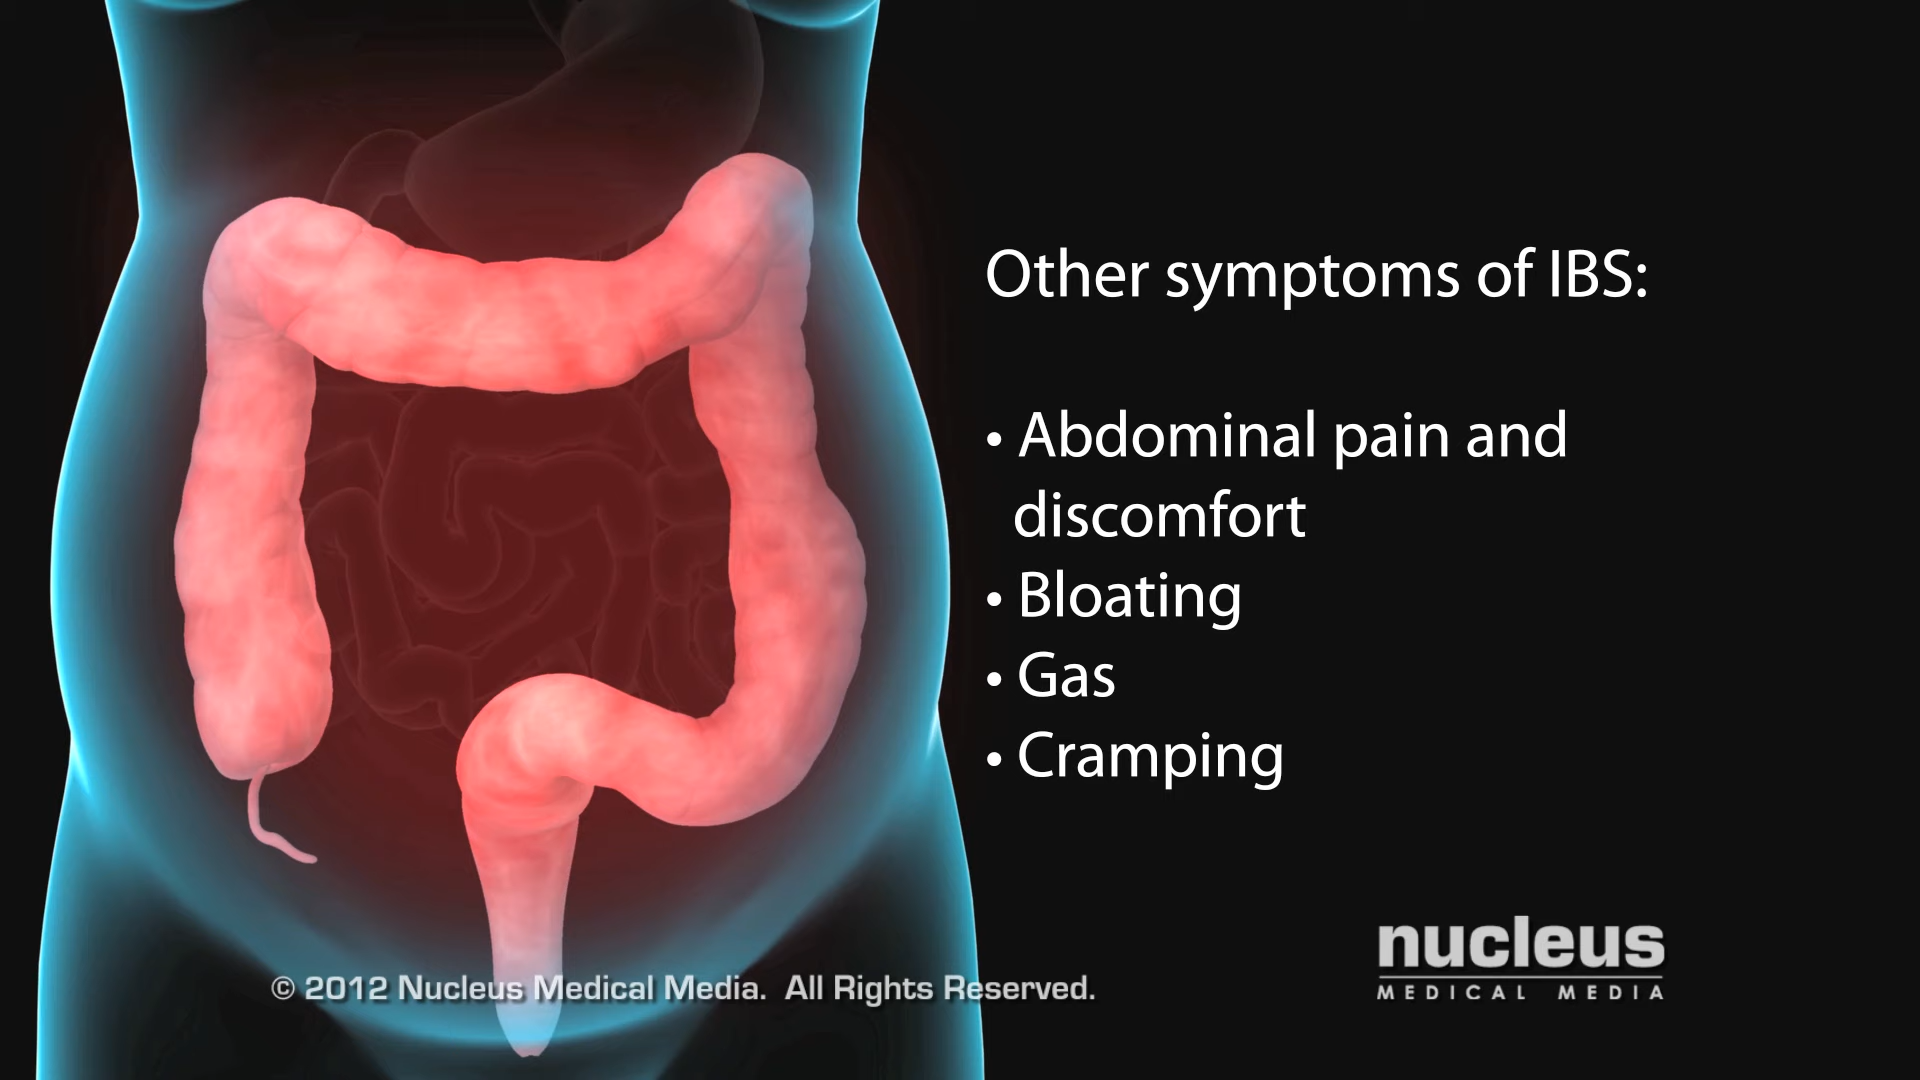 Other symptoms of IBS:
• Abdominal pain and
discomfort
• Bloating
• Gas
• Cramping
nucleus
MEDICAL MEDIA
© 2012 Nucleus Medical Media. All Rights Reserved.